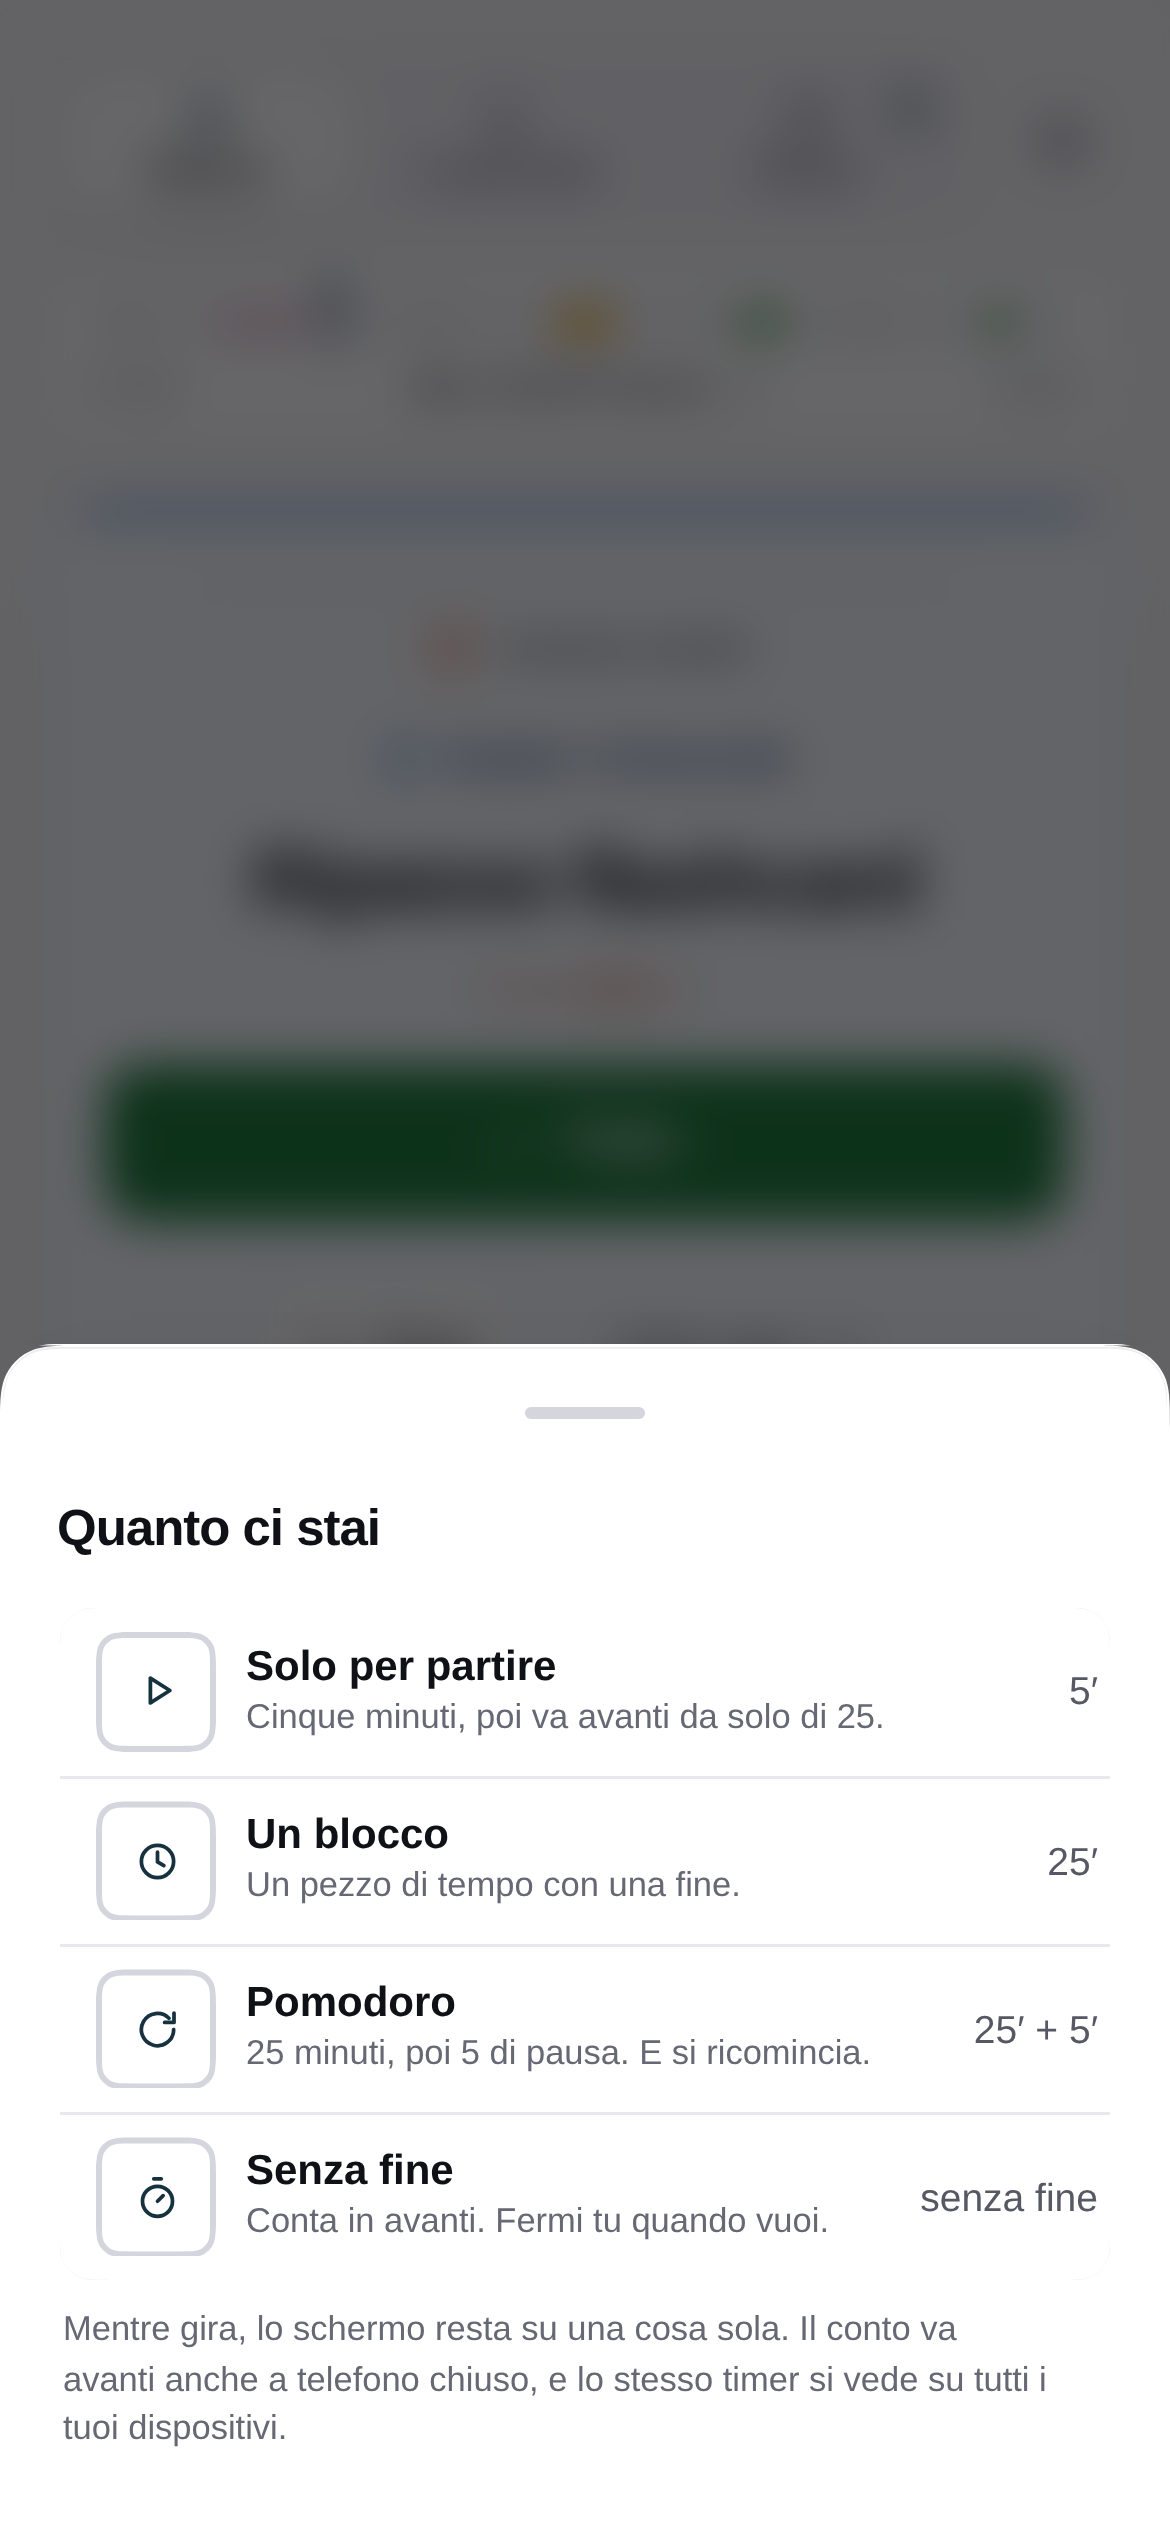 Quanto ci stai
Solo per partire
Cinque minuti, poi va avanti da solo di 25.
5′
Un blocco
Un pezzo di tempo con una fine.
25′
Pomodoro
25 minuti, poi 5 di pausa. E si ricomincia.
25′ + 5′
Senza fine
Conta in avanti. Fermi tu quando vuoi.
senza fine
Mentre gira, lo schermo resta su una cosa sola. Il conto va
avanti anche a telefono chiuso, e lo stesso timer si vede su tutti i
tuoi dispositivi.